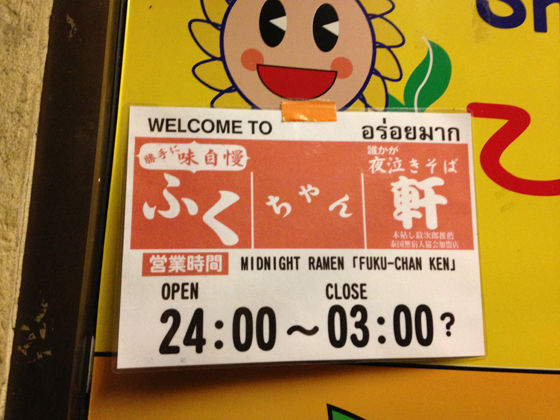 Sh
WELCOME TO
อร่อยมาก
勝手に味自慢
ふく
ちゃん
誰かが
夜泣きそば
軒
営業時間
MIDNIGHT RAMEN「FUKU-CHAN KEN」
OPEN
CLOSE
24:00～03:00?